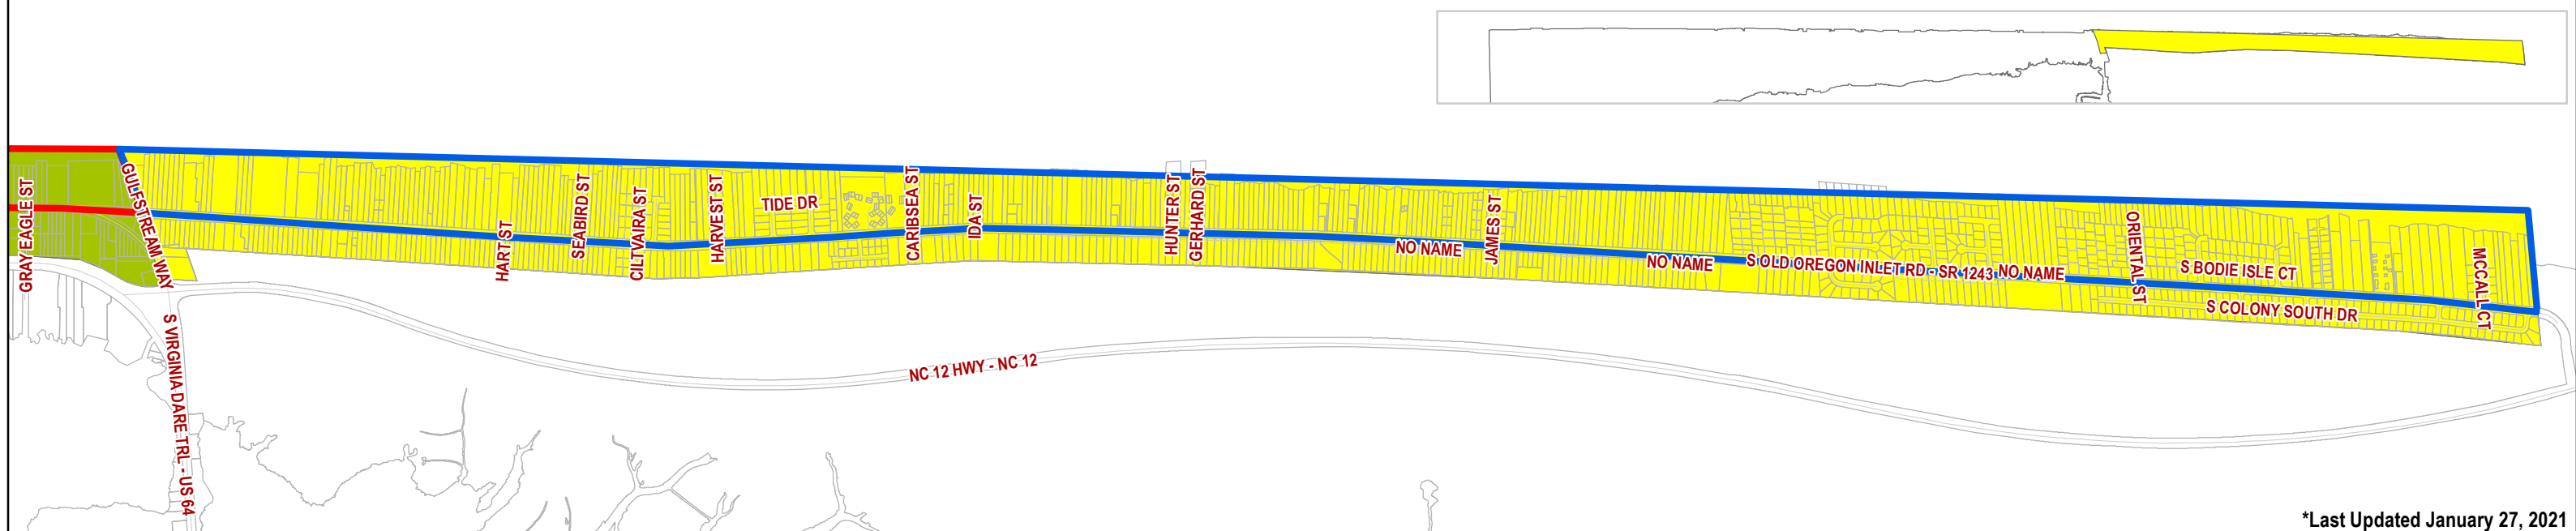 GRAY EAGLE ST
GULFSTREAM WAY
S VIRGINIA DARE TRL - US 64
HART ST
SEABIRD ST
CILTVAIRA ST
HARVEST ST
TIDE DR
CARIBSEA ST
IDA ST
HUNTER ST
GERHARDT ST
NO NAME
JAMES ST
NO NAME
S OLD OREGON INLET RD - SR 1243
NO NAME
ORIENTAL ST
S BODIE ISLE CT
S COLONY SOUTH DR
MCCALL CT
NC 12 HWY - NC 12
*Last Updated January 27, 2021